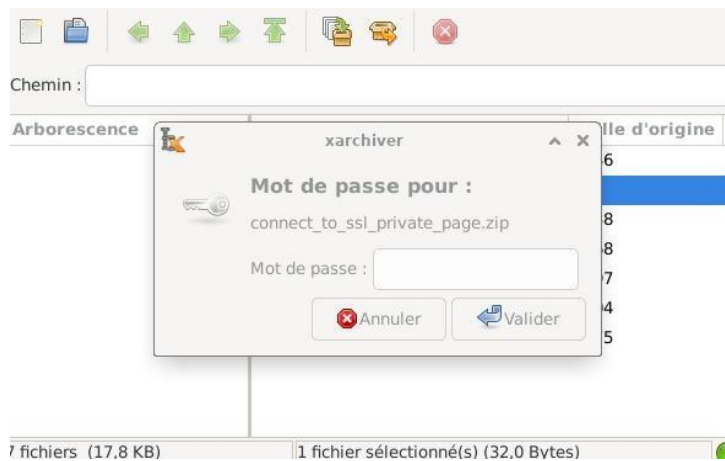 Chemin :
Arborescence
lle d'origine
xarchiver
Mot de passe pour :
connect_to_ssl_private_page.zip
Mot de passe :
Annuler
Valider
6
8
8
7
4
5
7 fichiers (17,8 KB)
1 fichier sélectionné(s) (32,0 Bytes)